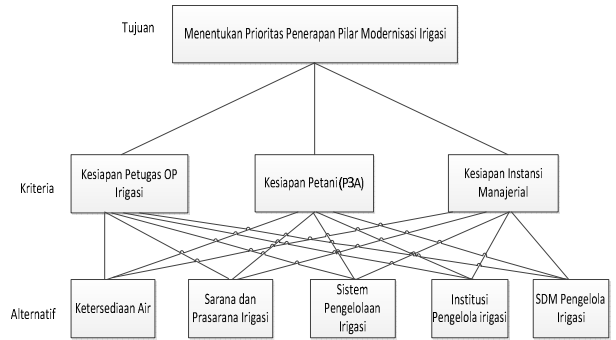 Tujuan
Menentukan Prioritas Penerapan Pilar Modernisasi Irigasi
Kriteria
Kesiapan Petugas OP
Irigasi
Kesiapan Petani (P3A)
Kesiapan Instansi
Manajerial
Alternatif
Ketersediaan Air
Sarana dan
Prasarana Irigasi
Sistem
Pengelolaan
Irigasi
Institusi
Pengelola irigasi
SDM Pengelola
Irigasi